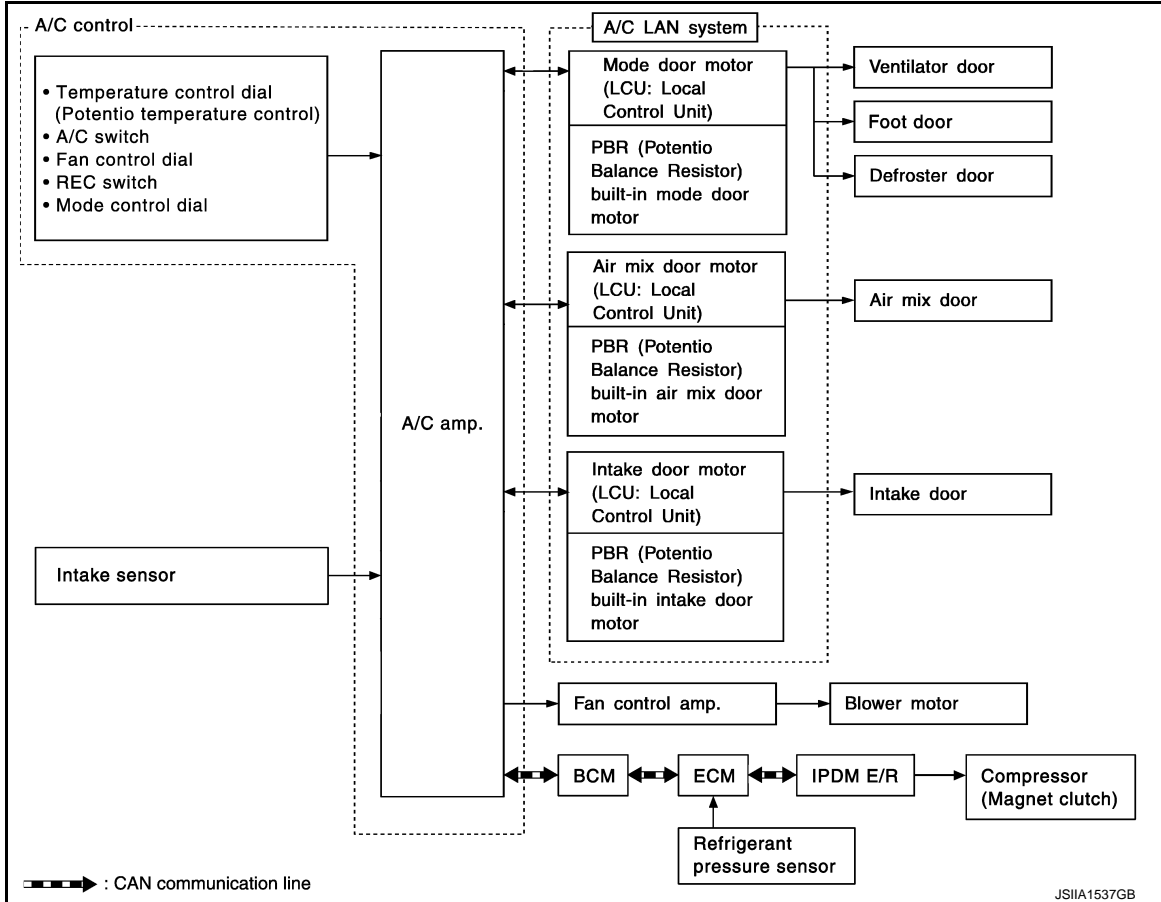 A/C control
• Temperature control dial
(Potentio temperature control)
• A/C switch
• Fan control dial
• REC switch
• Mode control dial
Intake sensor
A/C amp.
A/C LAN system
Mode door motor
(LCU: Local
Control Unit)
PBR (Potentio
Balance Resistor)
built-in mode door
motor
Ventilator door
Foot door
Defroster door
Air mix door motor
(LCU: Local
Control Unit)
PBR (Potentio
Balance Resistor)
built-in air mix door
motor
Air mix door
Intake door motor
(LCU: Local
Control Unit)
PBR (Potentio
Balance Resistor)
built-in intake door
motor
Intake door
Fan control amp.
Blower motor
BCM
ECM
IPDM E/R
Compressor
(Magnet clutch)
Refrigerant
pressure sensor
: CAN communication line
JSIIA1537GB